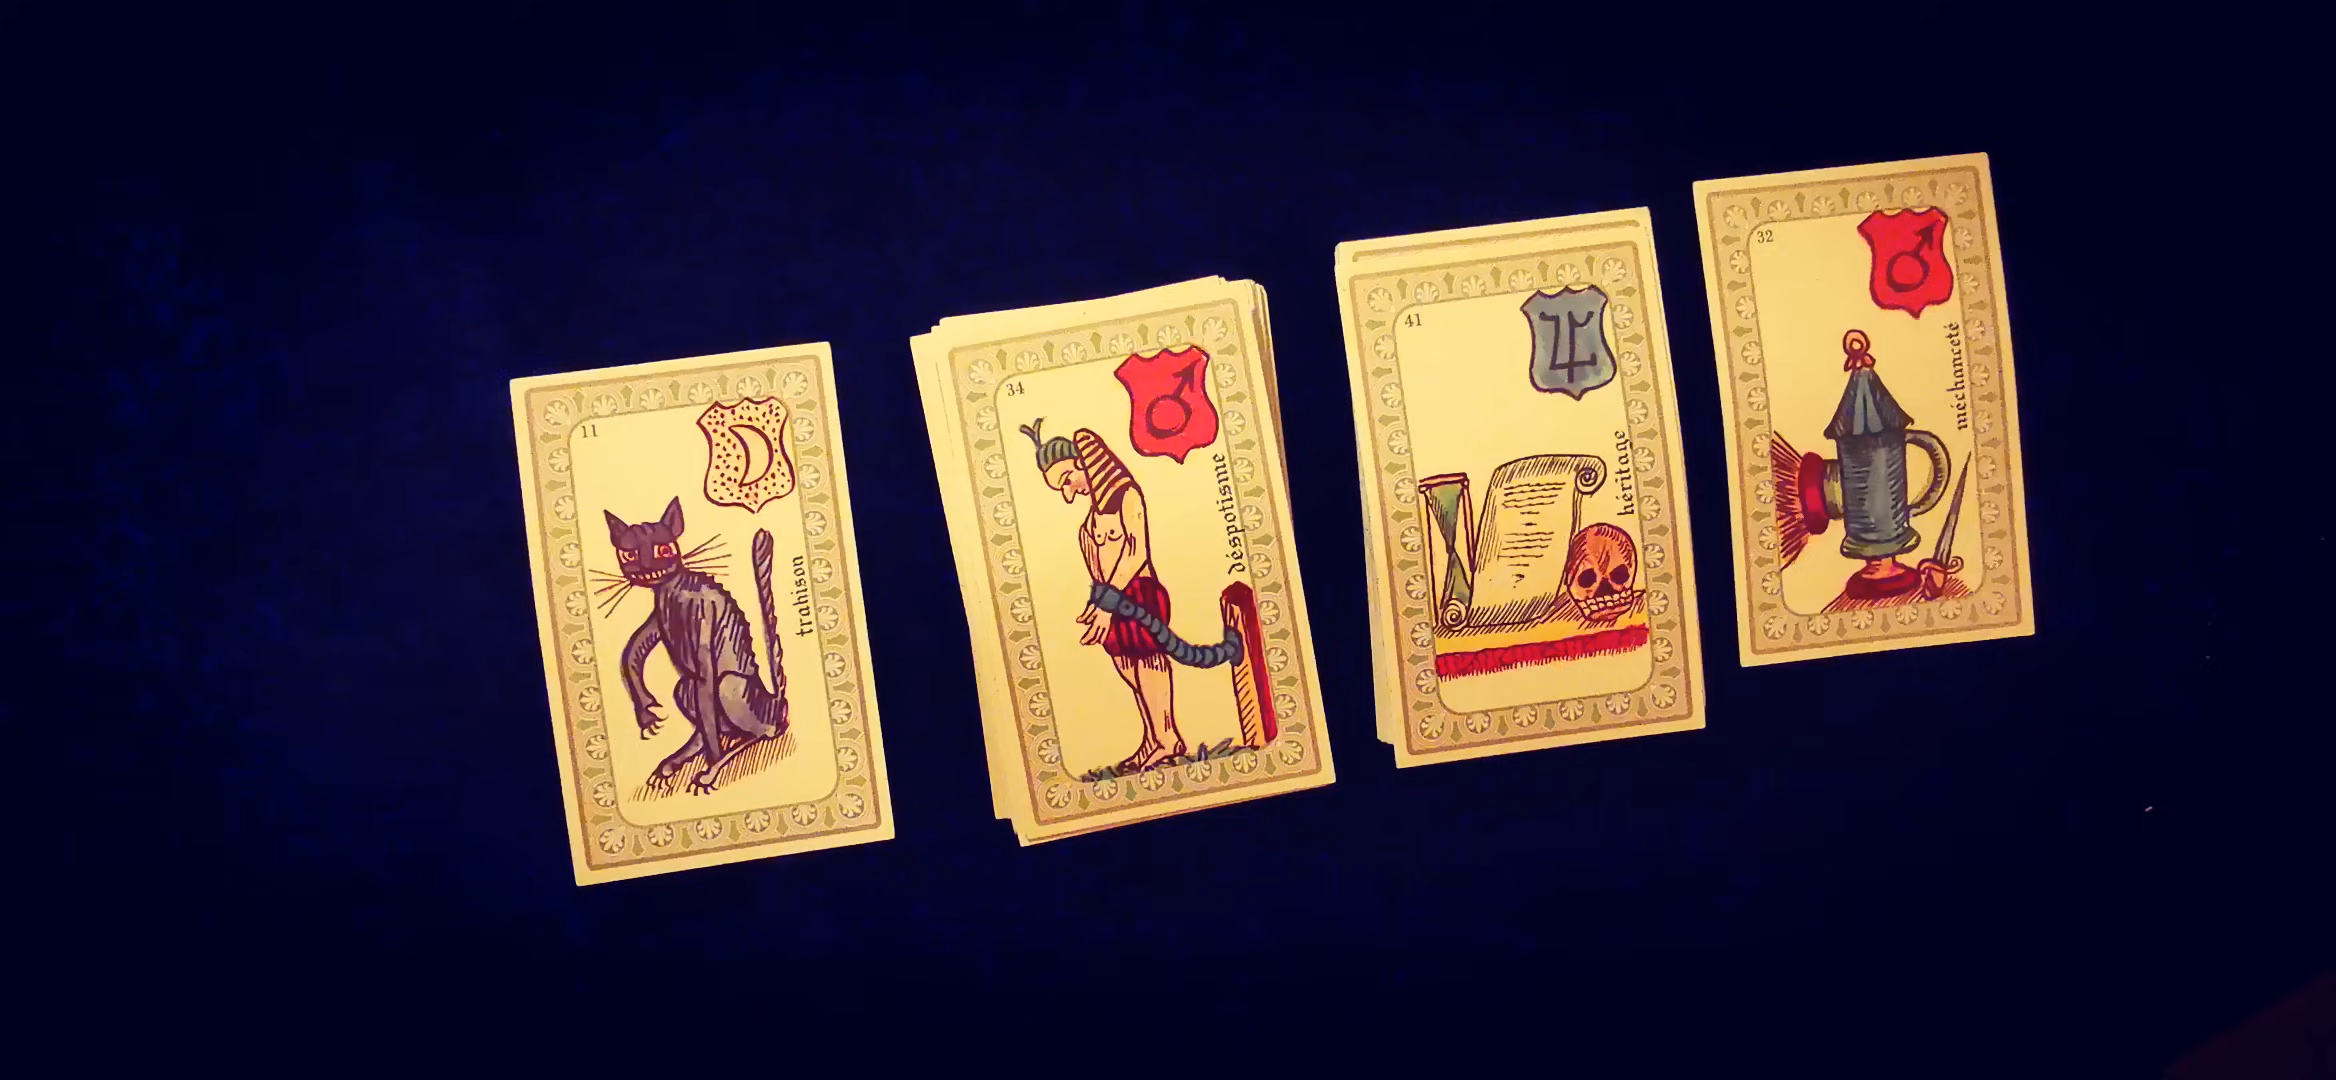 11
trahison
34
déspotisme
41
héritage
32
méchanceté